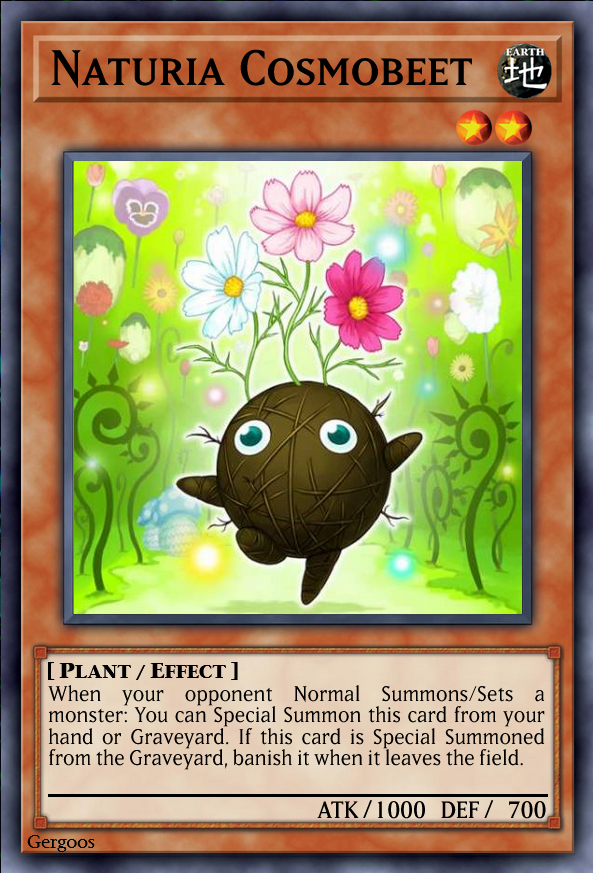 Naturia Cosmobeet
EARTH
地
[ Plant / Effect ]
When your opponent Normal Summons/Sets a
monster: You can Special Summon this card from your
hand or Graveyard. If this card is Special Summoned
from the Graveyard, banish it when it leaves the field.
ATK / 1000 DEF / 700
Gergoos